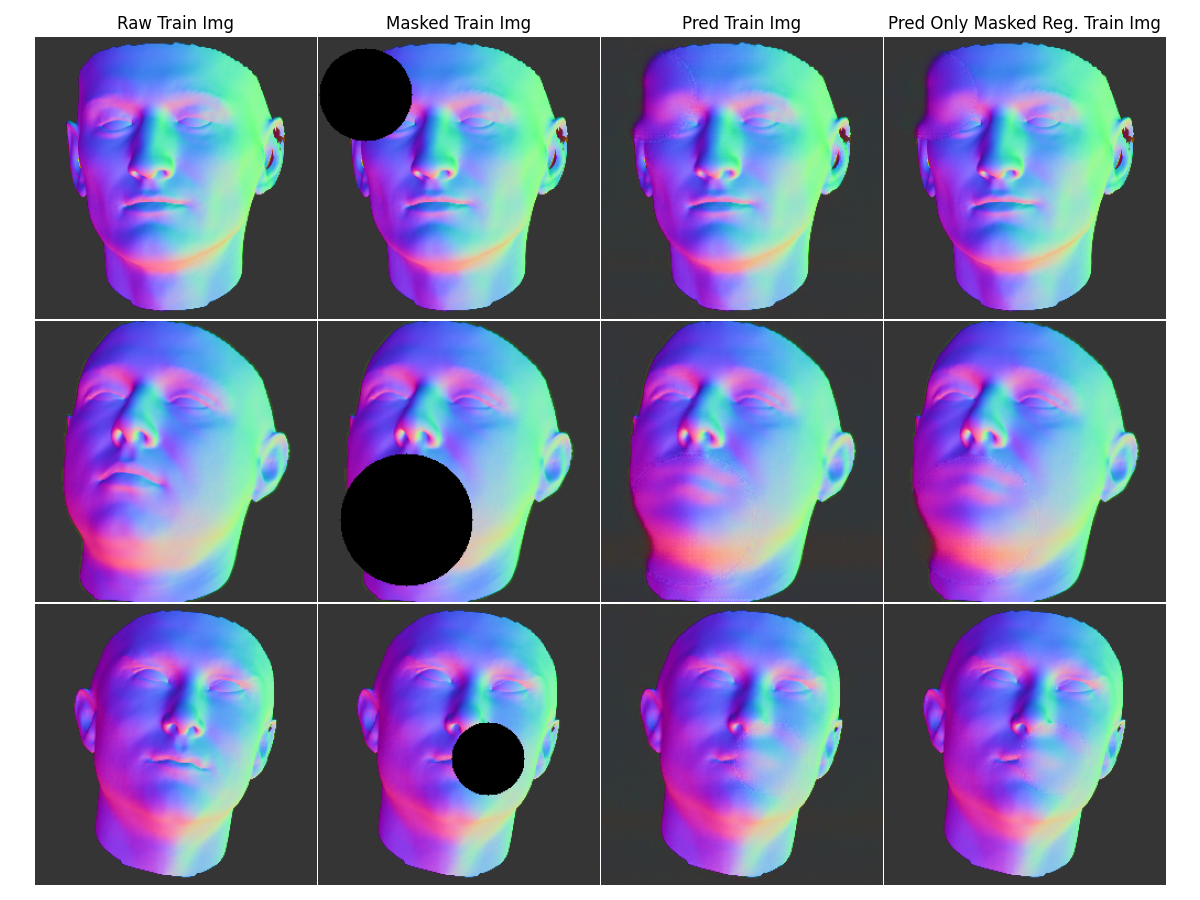 Raw Train Img
Masked Train Img
Pred Train Img
Pred Only Masked Reg. Train Img